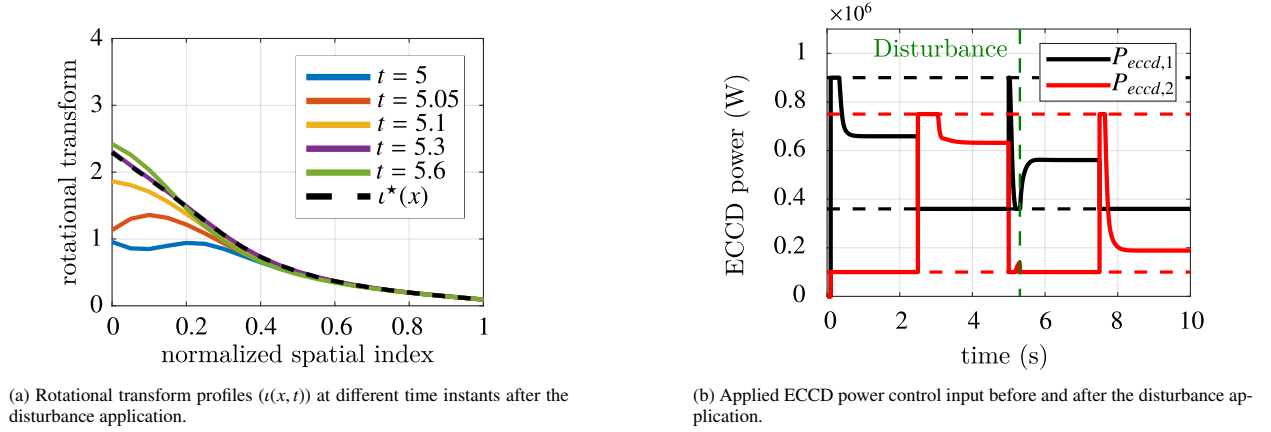 4
3
2
1
0
rotational transform
t = 5
t = 5.05
t = 5.1
t = 5.3
t = 5.6
ι⋆(x)
0 0.2 0.4 0.6 0.8 1
normalized spatial index
(a) Rotational transform profiles (ι(x, t)) at different time instants after the
disturbance application.
×10⁶
1
0.8
0.6
0.4
0.2
0
ECCD power (W)
Disturbance
Peccd,1
Peccd,2
0 2 4 6 8 10
time (s)
(b) Applied ECCD power control input before and after the disturbance ap-
plication.